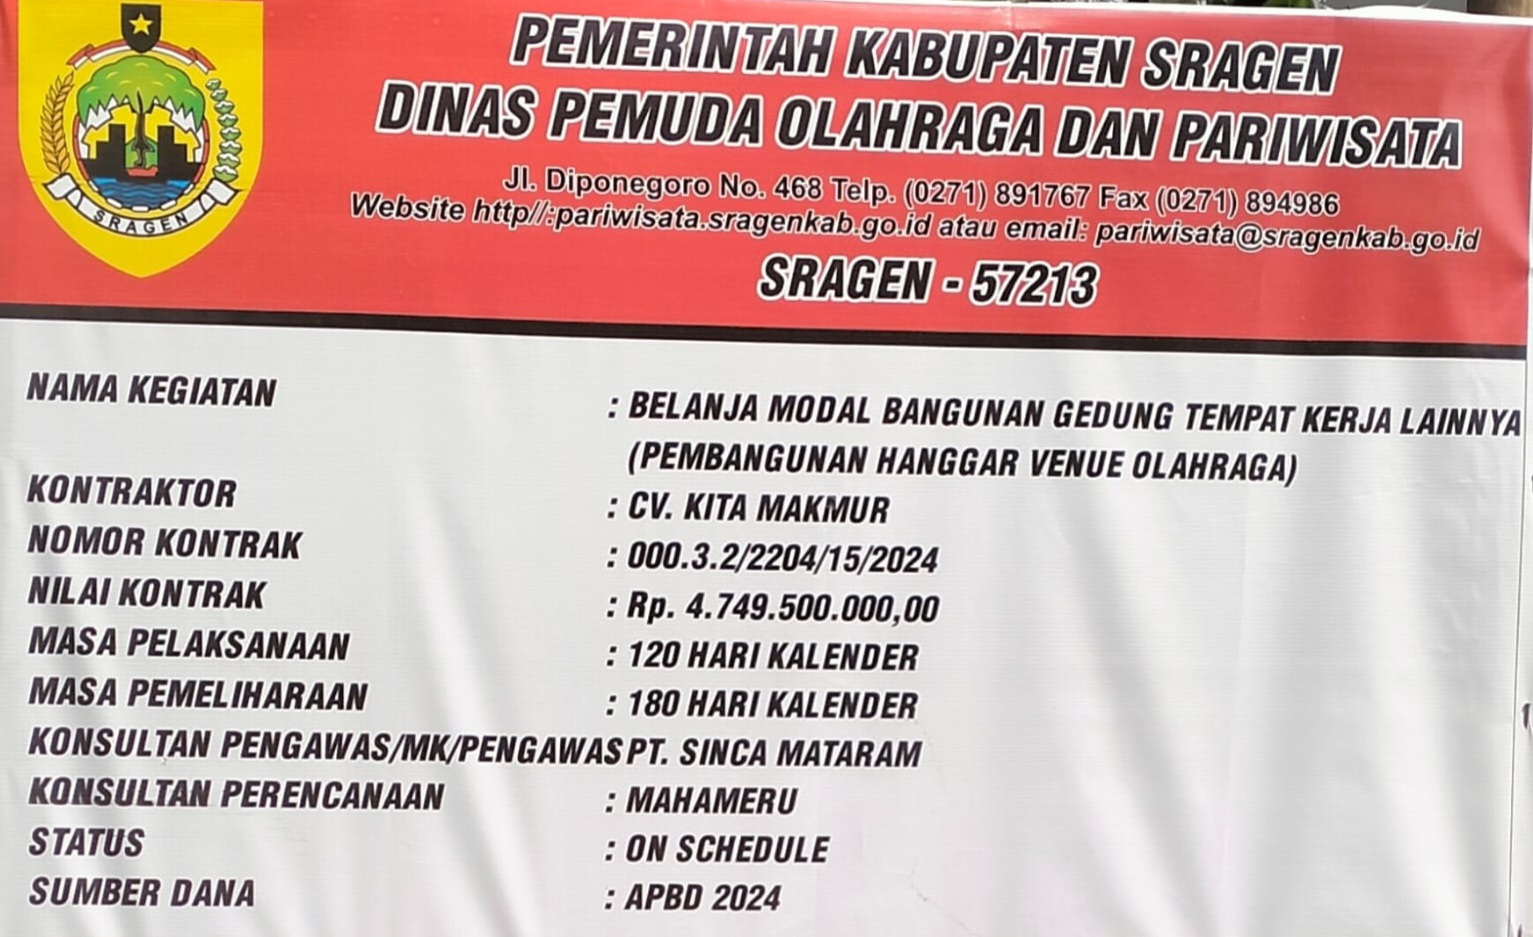 SRAGEN
PEMERINTAH KABUPATEN SRAGEN
DINAS PEMUDA OLAHRAGA DAN PARIWISATA
Jl. Diponegoro No. 468 Telp. (0271) 891767 Fax (0271) 894986
Website http//:pariwisata.sragenkab.go.id atau email: pariwisata@sragenkab.go.id
SRAGEN - 57213
NAMA KEGIATAN : BELANJA MODAL BANGUNAN GEDUNG TEMPAT KERJA LAINNYA
(PEMBANGUNAN HANGGAR VENUE OLAHRAGA)
KONTRAKTOR : CV. KITA MAKMUR
NOMOR KONTRAK : 000.3.2/2204/15/2024
NILAI KONTRAK : Rp. 4.749.500.000,00
MASA PELAKSANAAN : 120 HARI KALENDER
MASA PEMELIHARAAN : 180 HARI KALENDER
KONSULTAN PENGAWAS/MK/PENGAWAS PT. SINCA MATARAM
KONSULTAN PERENCANAAN : MAHAMERU
STATUS : ON SCHEDULE
SUMBER DANA : APBD 2024